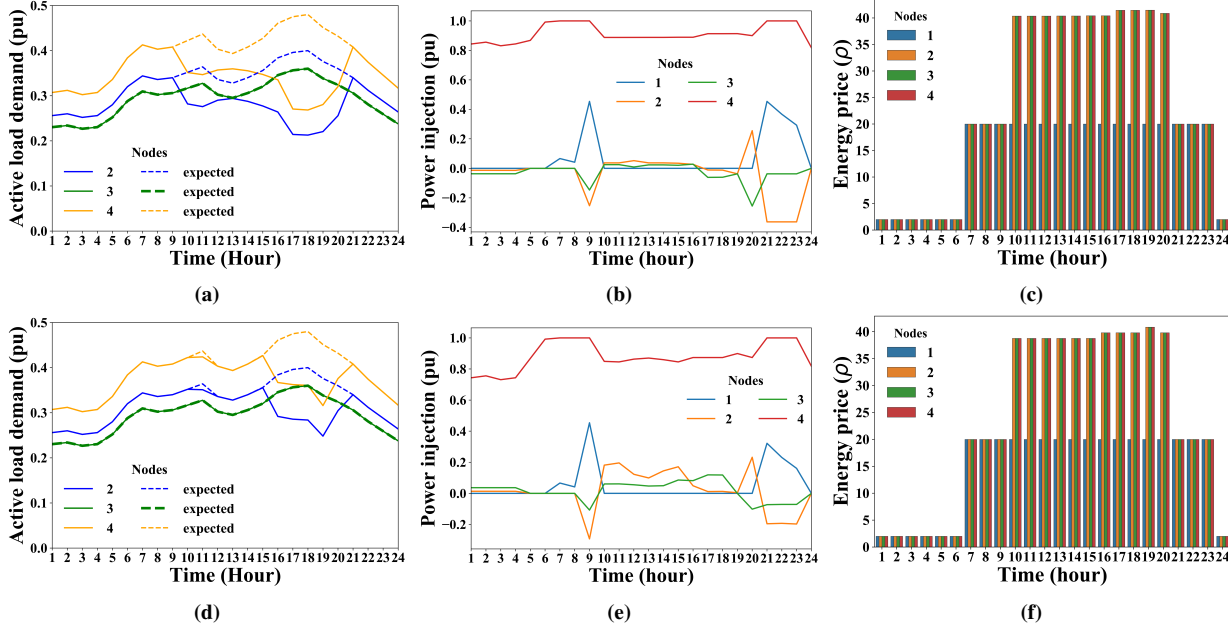 0.5
0.4
0.3
0.2
0.1
0.0
Active load demand (pu)
Nodes
2 expected
3 expected
4 expected
1 2 3 4 5 6 7 8 9 10 11 12 13 14 15 16 17 18 19 20 21 22 23 24
Time (Hour)
(a)
1.0
0.8
0.6
0.4
0.2
0.0
−0.2
−0.4
Power injection (pu)
Nodes
1 3
2 4
1 2 3 4 5 6 7 8 9 10 11 12 13 14 15 16 17 18 19 20 21 22 23 24
Time (hour)
(b)
40
35
30
25
20
15
10
5
0
Energy price (ρ)
Nodes
1
2
3
4
1 2 3 4 5 6 7 8 9 10 11 12 13 14 15 16 17 18 19 20 21 22 23 24
Time (hour)
(c)
0.5
0.4
0.3
0.2
0.1
0.0
Active load demand (pu)
Nodes
2 expected
3 expected
4 expected
1 2 3 4 5 6 7 8 9 10 11 12 13 14 15 16 17 18 19 20 21 22 23 24
Time (Hour)
(d)
1.0
0.8
0.6
0.4
0.2
0.0
−0.2
Power injection (pu)
Nodes
1 3
2 4
1 2 3 4 5 6 7 8 9 10 11 12 13 14 15 16 17 18 19 20 21 22 23 24
Time (hour)
(e)
40
35
30
25
20
15
10
5
0
Energy price (ρ)
Nodes
1
2
3
4
1 2 3 4 5 6 7 8 9 10 11 12 13 14 15 16 17 18 19 20 21 22 23 24
Time (hour)
(f)